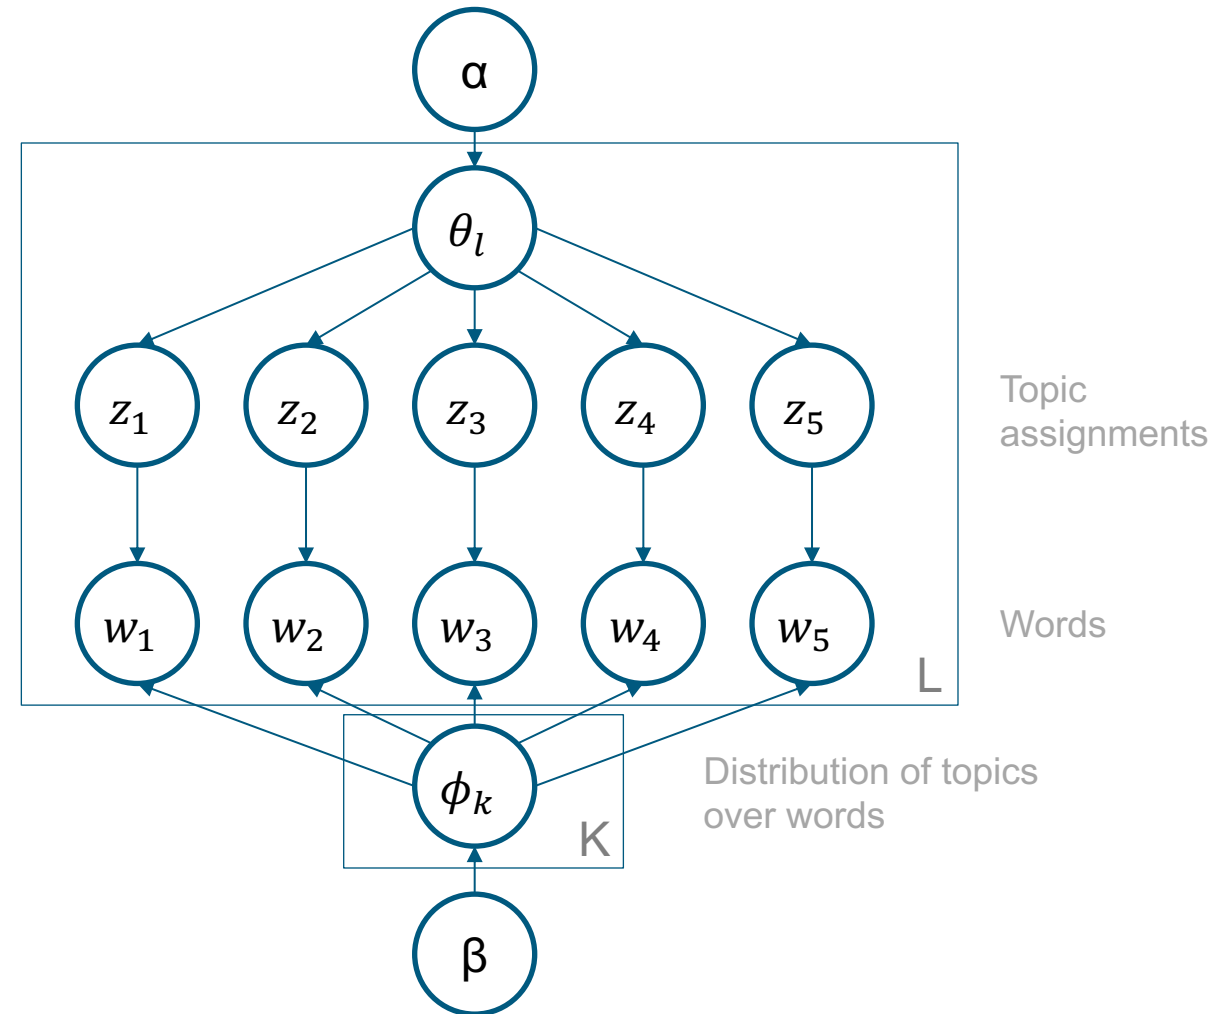 α
θ_l
z_1 z_2 z_3 z_4 z_5
Topic
assignments
w_1 w_2 w_3 w_4 w_5
Words
L
ϕ_k
Distribution of topics
over words
K
β